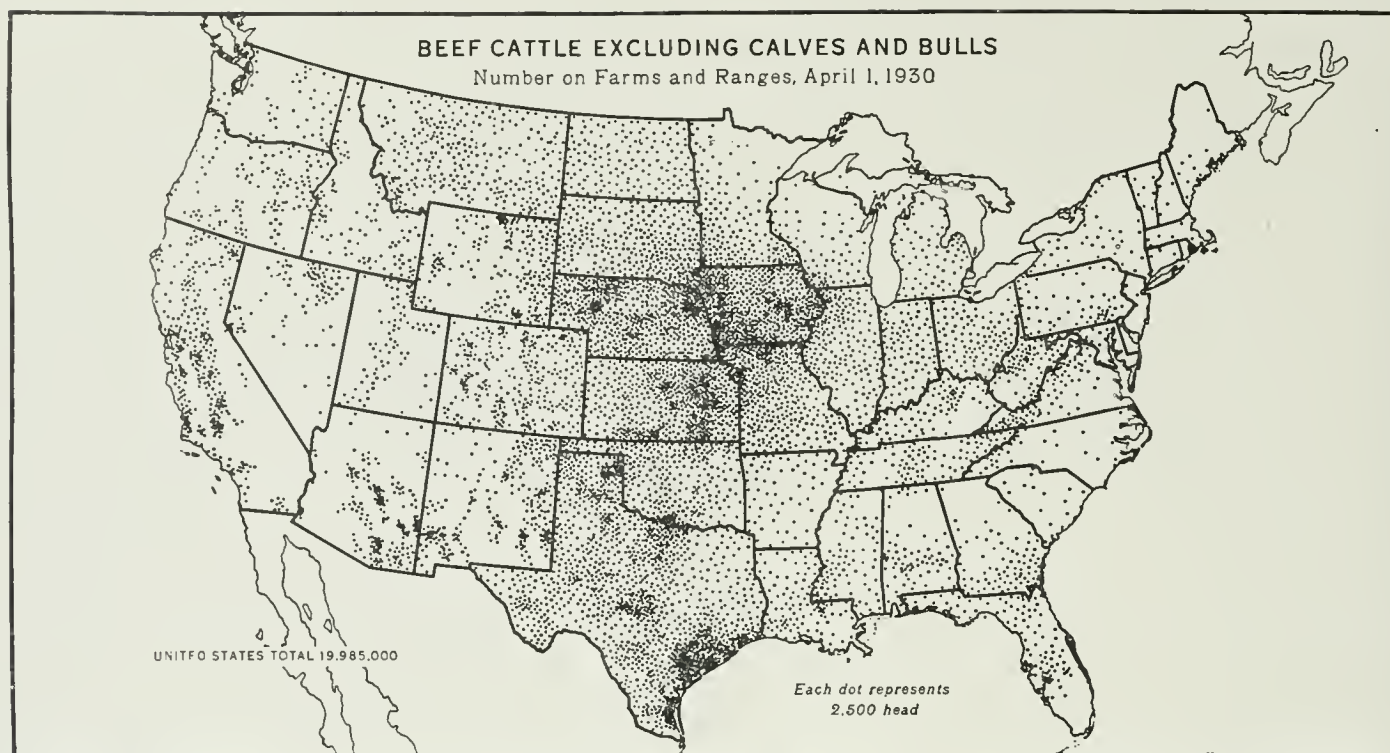 BEEF CATTLE EXCLUDING CALVES AND BULLS
Number on Farms and Ranges, April 1, 1930
UNITED STATES TOTAL 19,985,000
Each dot represents
2,500 head